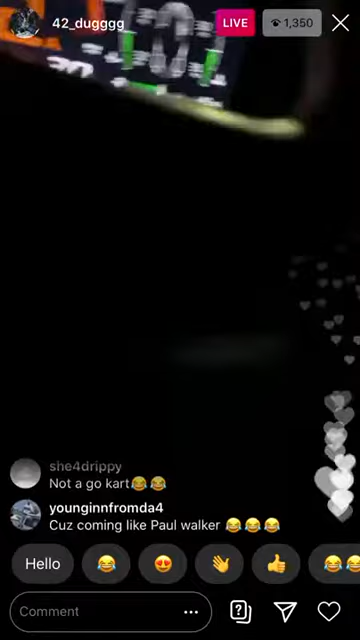 42_dugggg
LIVE
1,350
she4drippy
Not a go kart😂😂
younginnfromda4
Cuz coming like Paul walker 😂😂😂
Hello
Comment